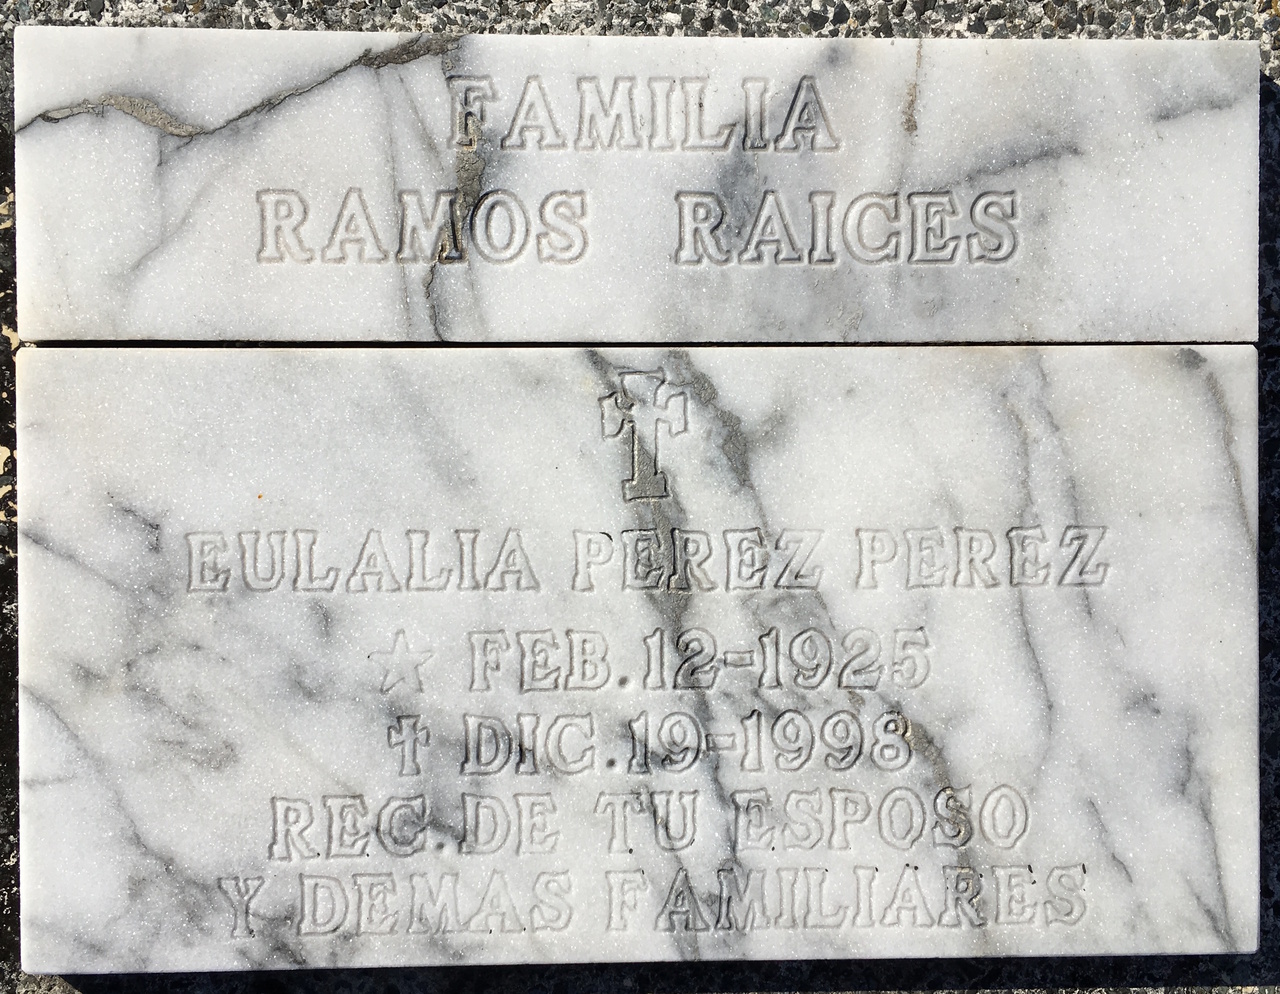 FAMILIA
RAMOS RAICES
EULALIA PEREZ PEREZ
☆ FEB.12-1925
✝ DIC.19-1998
REC.DE TU ESPOSO
Y DEMAS FAMILIARES